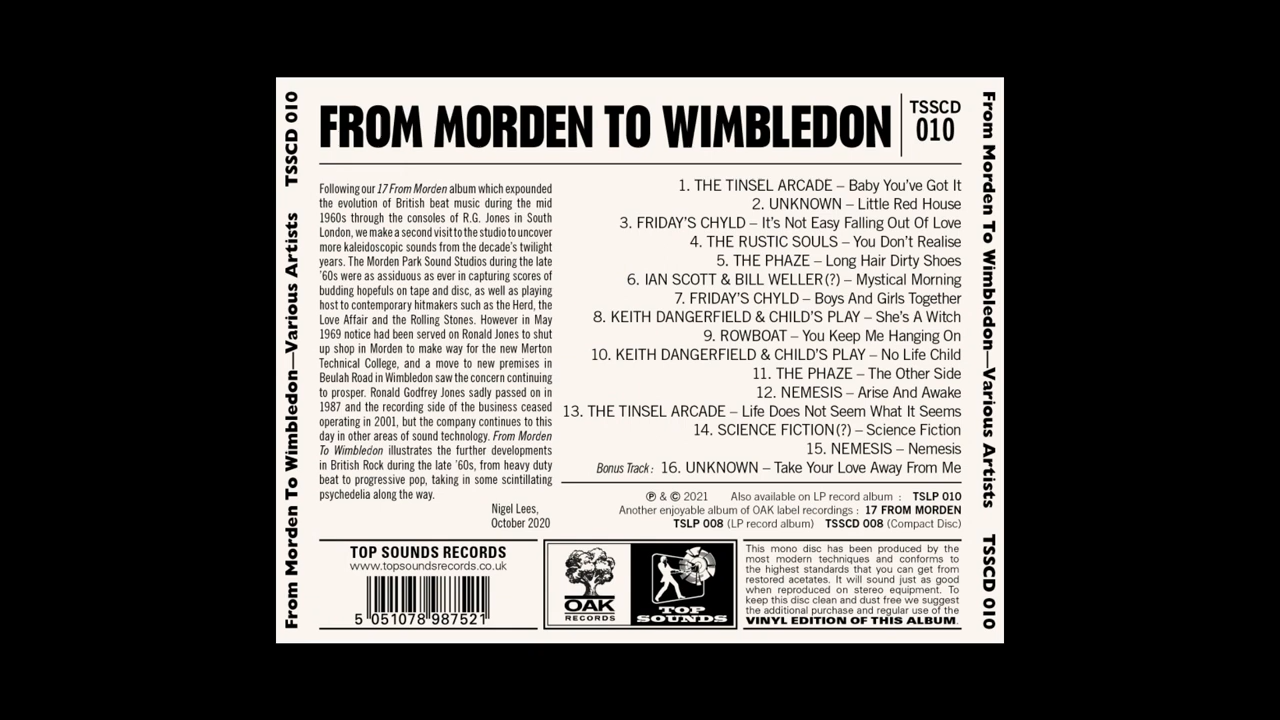 From Morden To Wimbledon—Various Artists TSSCD 010
FROM MORDEN TO WIMBLEDON
TSSCD
010
Following our 17 From Morden album which expounded
the evolution of British beat music during the mid
1960s through the consoles of R.G. Jones in South
London, we make a second visit to the studio to uncover
more kaleidoscopic sounds from the decade's twilight
years. The Morden Park Sound Studios during the late
'60s were as assiduous as ever in capturing scores of
budding hopefuls on tape and disc, as well as playing
host to contemporary hitmakers such as the Herd, the
Love Affair and the Rolling Stones. However in May
1969 notice had been served on Ronald Jones to shut
up shop in Morden to make way for the new Merton
Technical College, and a move to new premises in
Beulah Road in Wimbledon saw the concern continuing
to prosper. Ronald Godfrey Jones sadly passed on in
1987 and the recording side of the business ceased
operating in 2001, but the company continues to this
day in other areas of sound technology. From Morden
To Wimbledon illustrates the further developments
in British Rock during the late '60s, from heavy duty
beat to progressive pop, taking in some scintillating
psychedelia along the way.
Nigel Lees,
October 2020
1. THE TINSEL ARCADE – Baby You've Got It
2. UNKNOWN – Little Red House
3. FRIDAY'S CHYLD – It's Not Easy Falling Out Of Love
4. THE RUSTIC SOULS – You Don't Realise
5. THE PHAZE – Long Hair Dirty Shoes
6. IAN SCOTT & BILL WELLER(?) – Mystical Morning
7. FRIDAY'S CHYLD – Boys And Girls Together
8. KEITH DANGERFIELD & CHILD'S PLAY – She's A Witch
9. ROWBOAT – You Keep Me Hanging On
10. KEITH DANGERFIELD & CHILD'S PLAY – No Life Child
11. THE PHAZE – The Other Side
12. NEMESIS – Arise And Awake
13. THE TINSEL ARCADE – Life Does Not Seem What It Seems
14. SCIENCE FICTION(?) – Science Fiction
15. NEMESIS – Nemesis
Bonus Track: 16. UNKNOWN – Take Your Love Away From Me
℗ & © 2021 Also available on LP record album : TSLP 010
Another enjoyable album of OAK label recordings : 17 FROM MORDEN
TSLP 008 (LP record album) TSSCD 008 (Compact Disc)
TOP SOUNDS RECORDS
www.topsoundsrecords.co.uk
5 051078 987521
OAK
RECORDS
TOP
SOUNDS
This mono disc has been produced by the
most modern techniques and conforms to
the highest standards that you can get from
restored acetates. It will sound just as good
when reproduced on stereo equipment. To
keep this disc clean and dust free we suggest
the additional purchase and regular use of the
VINYL EDITION OF THIS ALBUM.
From Morden To Wimbledon—Various Artists TSSCD 010